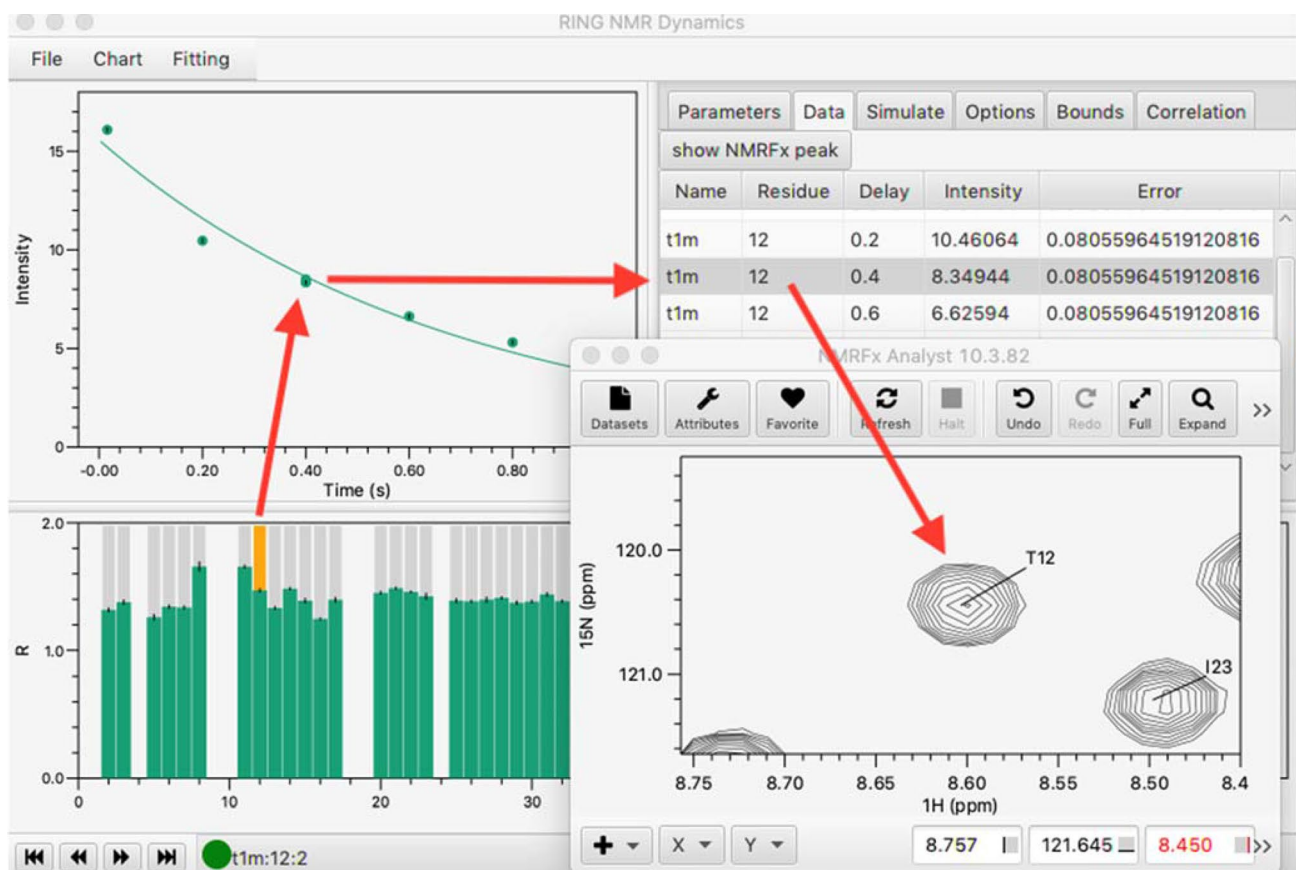 RING NMR Dynamics
File Chart Fitting
15
10
5
0
Intensity
-0.00 0.20 0.40 0.60 0.80
Time (s)
Parameters Data Simulate Options Bounds Correlation
show NMRFx peak
Name Residue Delay Intensity Error
t1m 12 0.2 10.46064 0.08055964519120816
t1m 12 0.4 8.34944 0.08055964519120816
t1m 12 0.6 6.62594 0.08055964519120816
NMRFx Analyst 10.3.82
Datasets Attributes Favorite Refresh Halt Undo Redo Full Expand >>
120.0
121.0
15N (ppm)
T12
I23
8.75 8.70 8.65 8.60 8.55 8.50 8.4
1H (ppm)
X Y 8.757 121.645 8.450 >>
2.0
1.0
0.0
R
0 10 20 30
t1m:12:2